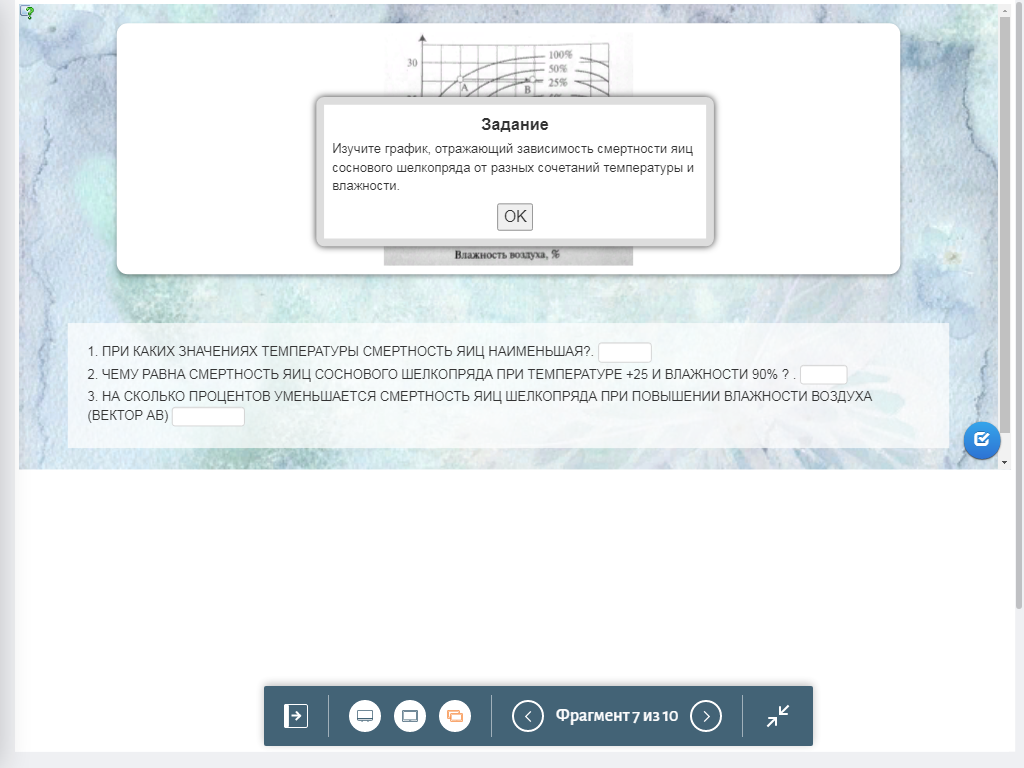 100%
50%
30
25%
A
B
Задание
Изучите график, отражающий зависимость смертности яиц
соснового шелкопряда от разных сочетаний температуры и
влажности.
OK
Влажность воздуха, %
1. ПРИ КАКИХ ЗНАЧЕНИЯХ ТЕМПЕРАТУРЫ СМЕРТНОСТЬ ЯИЦ НАИМЕНЬШАЯ?.
2. ЧЕМУ РАВНА СМЕРТНОСТЬ ЯИЦ СОСНОВОГО ШЕЛКОПРЯДА ПРИ ТЕМПЕРАТУРЕ +25 И ВЛАЖНОСТИ 90% ? .
3. НА СКОЛЬКО ПРОЦЕНТОВ УМЕНЬШАЕТСЯ СМЕРТНОСТЬ ЯИЦ ШЕЛКОПРЯДА ПРИ ПОВЫШЕНИИ ВЛАЖНОСТИ ВОЗДУХА
(ВЕКТОР АВ)
Фрагмент 7 из 10